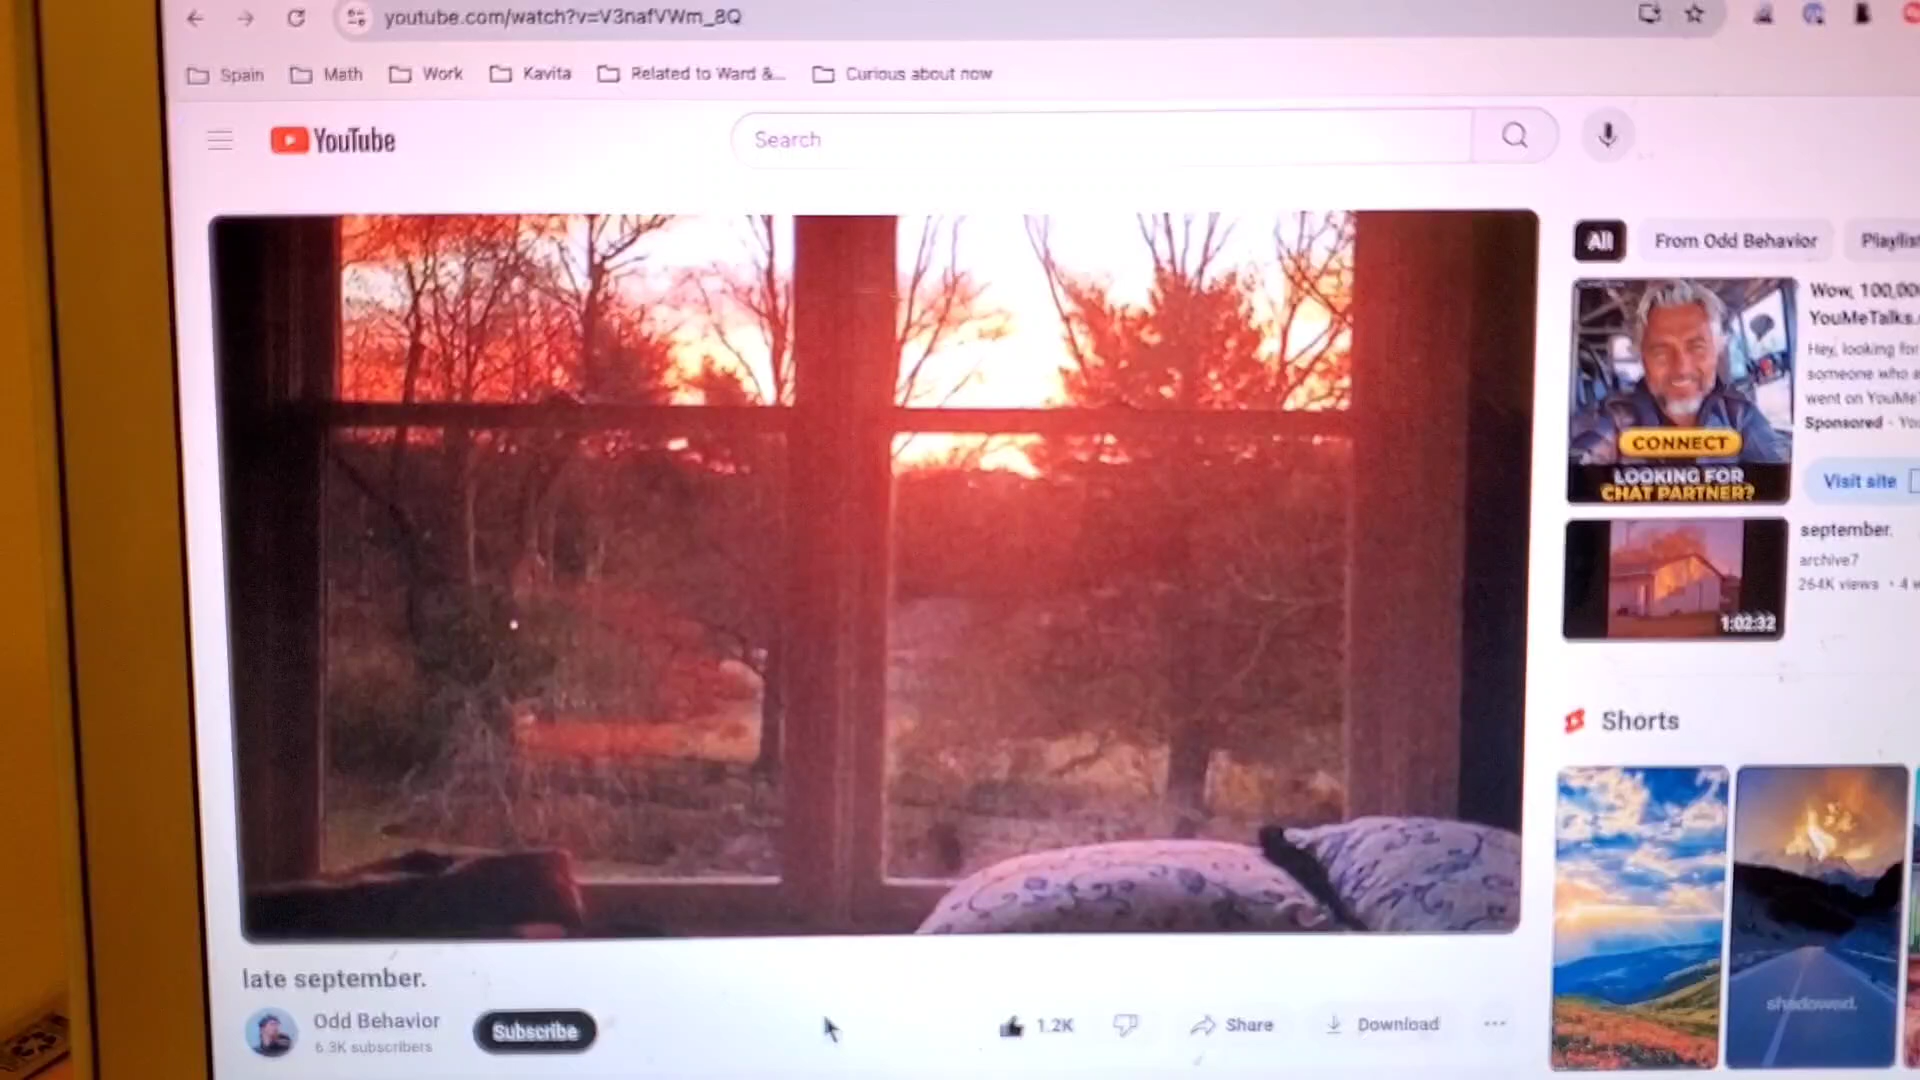 youtube.com/watch?v=V3nafVWm_8Q
Spain Math Work Kavita Related to Ward &... Curious about now
YouTube
Search
All From Odd Behavior
CONNECT
LOOKING FOR
CHAT PARTNER?
Wow, 100,00
YouMeTalks.
Hey, looking for
someone who
went on YouMe
Sponsored
Visit site
september.
archive7
264K views • 4
1:02:32
Shorts
shadowed.
late september.
Odd Behavior
6.3K subscribers
Subscribe
1.2K Share Download